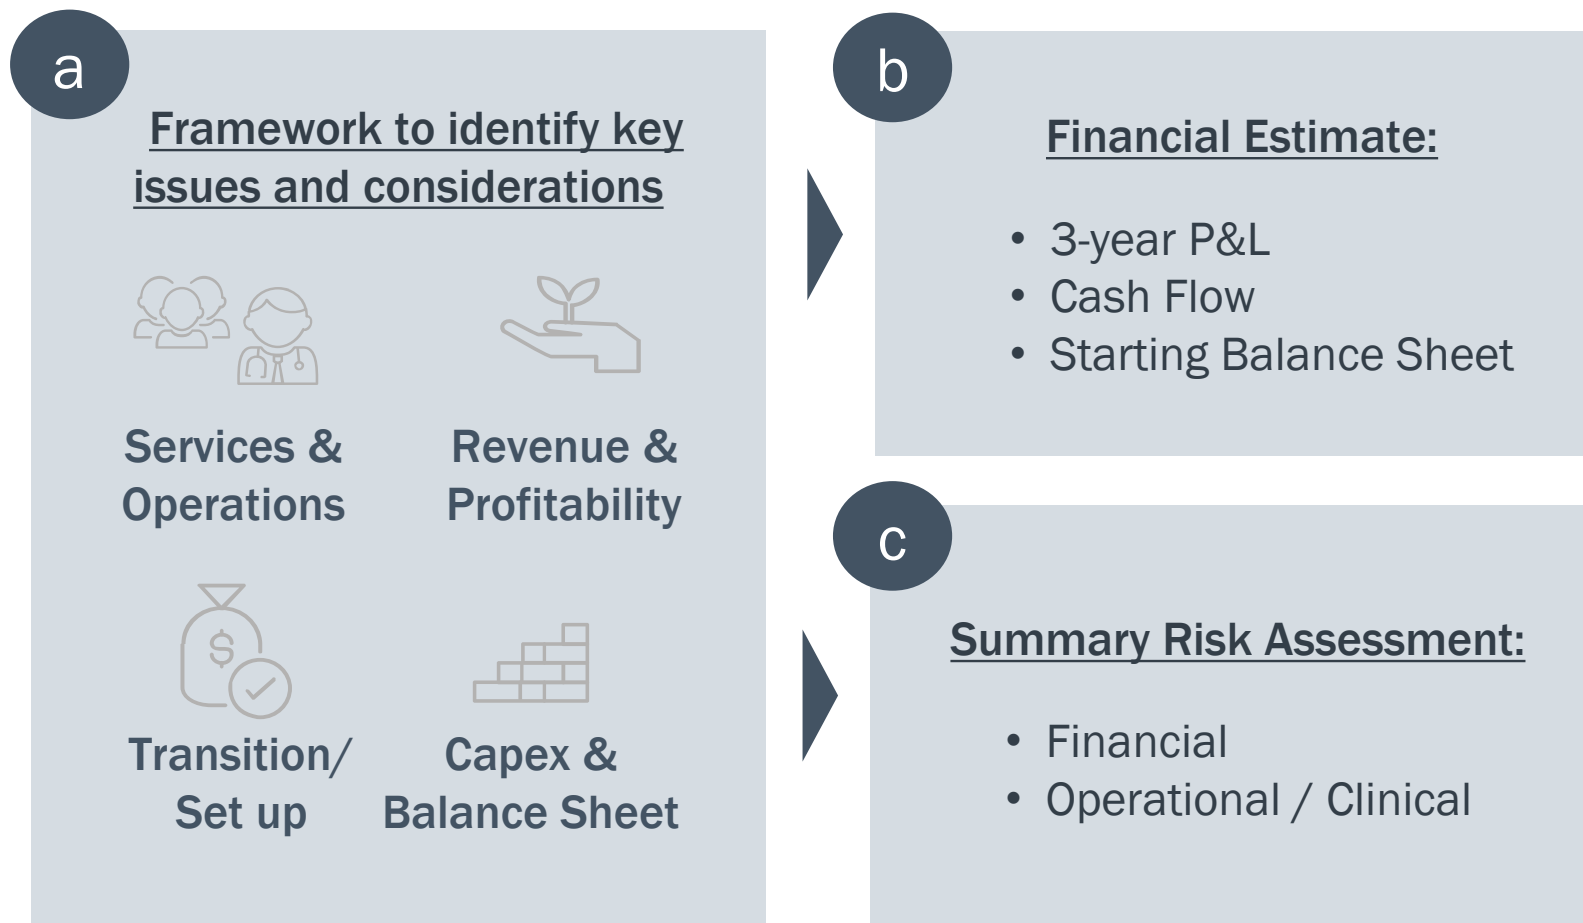 a
Framework to identify key
issues and considerations
Services &
Operations
Revenue &
Profitability
$
Transition/
Set up
Capex &
Balance Sheet
b
Financial Estimate:
• 3-year P&L
• Cash Flow
• Starting Balance Sheet
c
Summary Risk Assessment:
• Financial
• Operational / Clinical